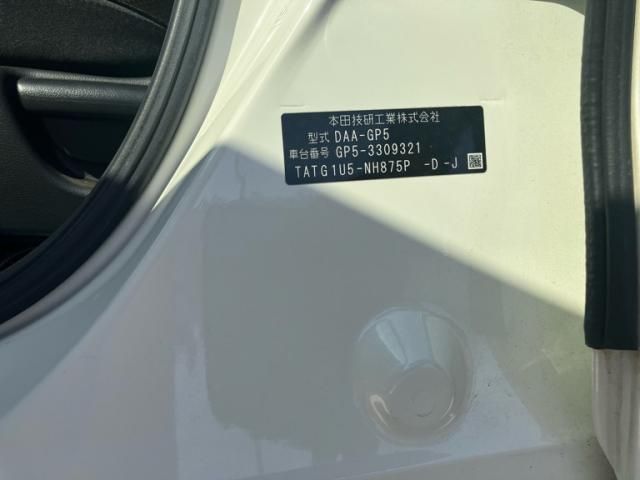 本田技研工業株式会社
型式 DAA-GP5
車台番号 GP5-3309321
TATG1U5-NH875P -D-J